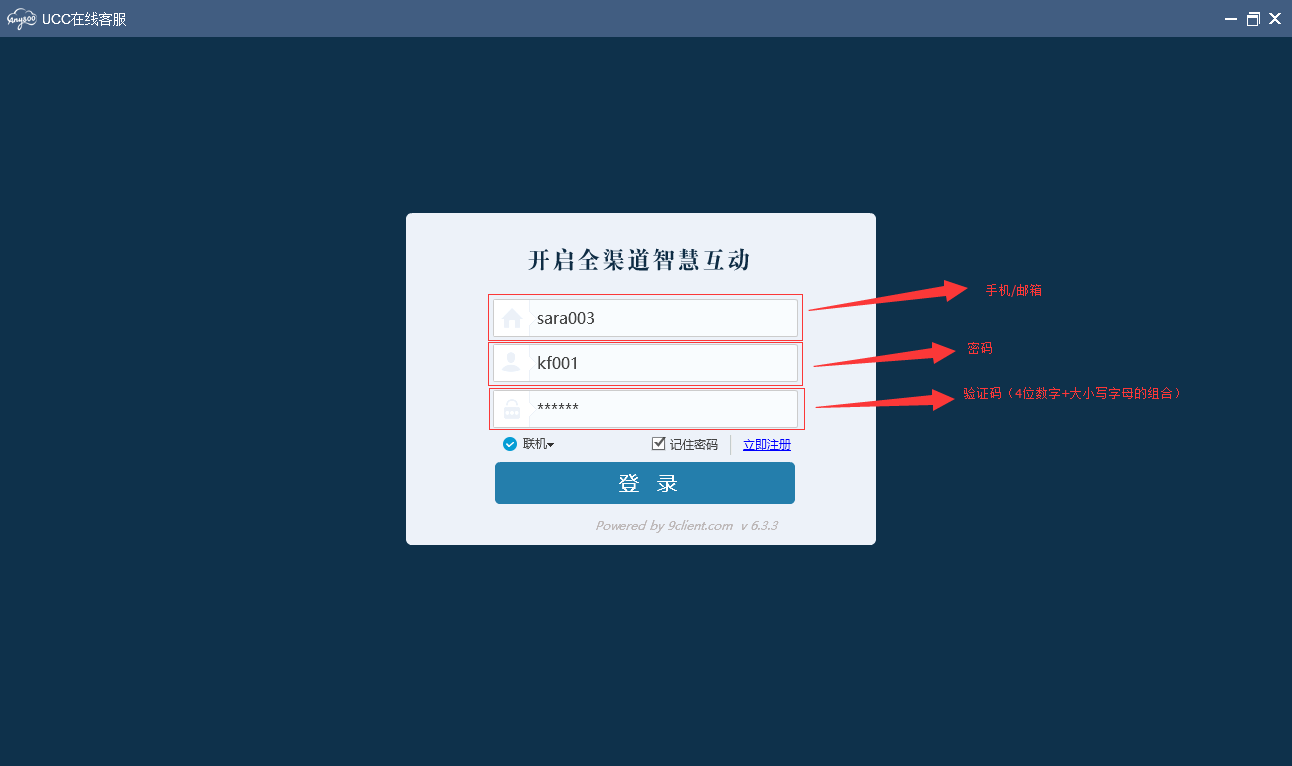 Any800 UCC在线客服
开启全渠道智慧互动
sara003
手机/邮箱
kf001
密码
******
验证码（4位数字+大小写字母的组合）
联机 记住密码 立即注册
登 录
Powered by 9client.com v 6.3.3